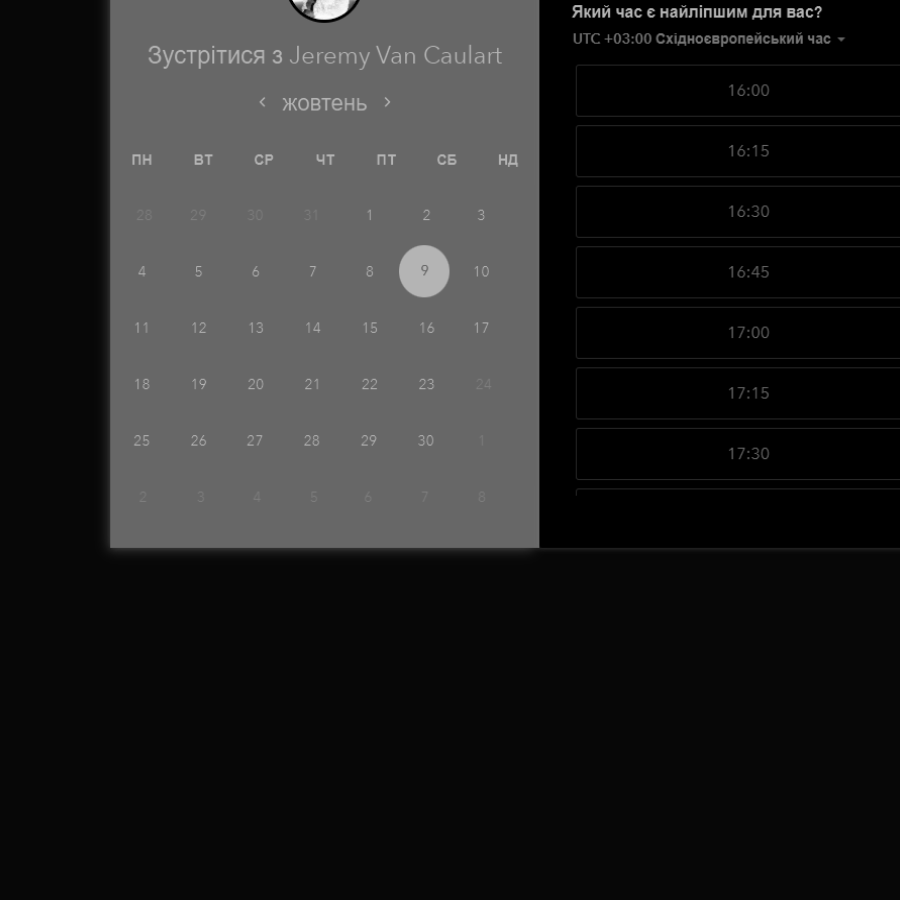 Зустрітися з Jeremy Van Caulart
жовтень
ПН ВТ СР ЧТ ПТ СБ НД
28 29 30 31 1 2 3
4 5 6 7 8 9 10
11 12 13 14 15 16 17
18 19 20 21 22 23 24
25 26 27 28 29 30 1
2 3 4 5 6 7 8
Який час є найліпшим для вас?
UTC +03:00 Східноєвропейський час
16:00
16:15
16:30
16:45
17:00
17:15
17:30